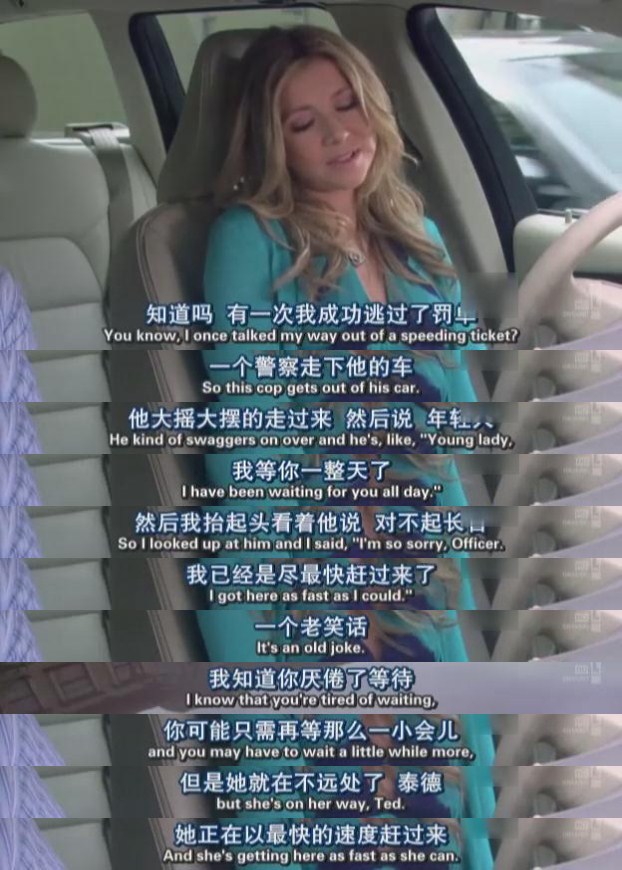 知道吗 有一次我成功逃过了罚
You know, I once talked my way out of a speeding ticket?
一个警察走下他的车
So this cop gets out of his car.
他大摇大摆的走过来 然后说 年轻人
He kind of swaggers on over and he's, like, "Young lady,
我等你一整天了
I have been waiting for you all day."
然后我抬起头看着他说 对不起长官
So I looked up at him and I said, "I'm so sorry, Officer.
我已经是尽最快赶过来了
I got here as fast as I could."
一个老笑话
It's an old joke.
我知道你厌倦了等待
I know that you're tired of waiting,
你可能只需再等那么一小会儿
and you may have to wait a little while more,
但是她就在不远处了 泰德
but she's on her way, Ted.
她正在以最快的速度赶过来
And she's getting here as fast as she can.